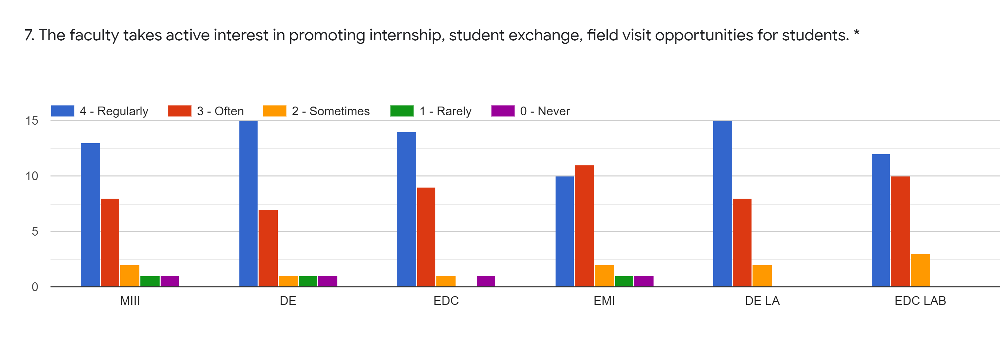 7. The faculty takes active interest in promoting internship, student exchange, field visit opportunities for students. *
4 - Regularly 3 - Often 2 - Sometimes 1 - Rarely 0 - Never
15
10
5
0
MIII DE EDC EMI DE LA EDC LAB